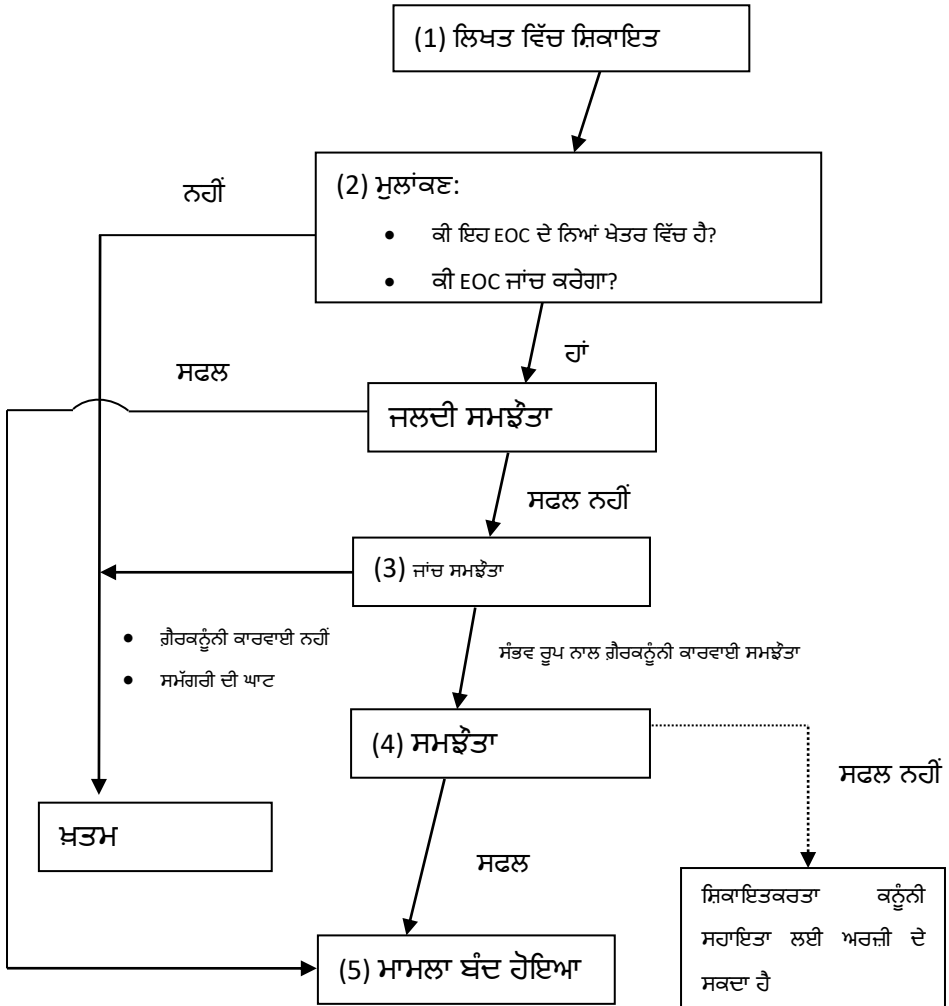 (1) ਲਿਖਤ ਵਿੱਚ ਸ਼ਿਕਾਇਤ
ਨਹੀਂ
(2) ਮੁਲਾਂਕਣ:
• ਕੀ ਇਹ EOC ਦੇ ਨਿਆਂ ਖੇਤਰ ਵਿੱਚ ਹੈ?
• ਕੀ EOC ਜਾਂਚ ਕਰੇਗਾ?
ਹਾਂ
ਸਫਲ
ਜਲਦੀ ਸਮਝੌਤਾ
ਸਫਲ ਨਹੀਂ
(3) ਜਾਂਚ ਸਮਝੌਤਾ
• ਗ਼ੈਰਕਨੂੰਨੀ ਕਾਰਵਾਈ ਨਹੀਂ
• ਸਮੱਗਰੀ ਦੀ ਘਾਟ
ਸੰਭਵ ਰੂਪ ਨਾਲ ਗ਼ੈਰਕਨੂੰਨੀ ਕਾਰਵਾਈ ਸਮਝੌਤਾ
(4) ਸਮਝੌਤਾ
ਸਫਲ ਨਹੀਂ
ਖ਼ਤਮ
ਸਫਲ
ਸ਼ਿਕਾਇਤਕਰਤਾ ਕਨੂੰਨੀ
ਸਹਾਇਤਾ ਲਈ ਅਰਜ਼ੀ ਦੇ
ਸਕਦਾ ਹੈ
(5) ਮਾਮਲਾ ਬੰਦ ਹੋਇਆ